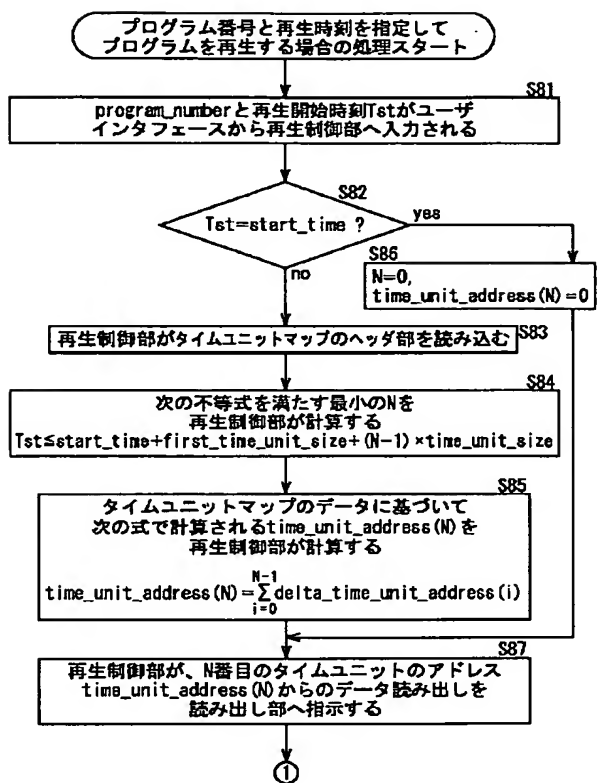 プログラム番号と再生時刻を指定して
プログラムを再生する場合の処理スタート
S81
program_numberと再生開始時刻Tstがユーザ
インタフェースから再生制御部へ入力される
S82
Tst=start_time ?
yes
no
S86
N=0,
time_unit_address(N)=0
再生制御部がタイムユニットマップのヘッダ部を読み込む
S83
S84
次の不等式を満たす最小のNを
再生制御部が計算する
Tst≦start_time+first_time_unit_size+(N-1)×time_unit_size
S85
タイムユニットマップのデータに基づいて
次の式で計算されるtime_unit_address(N)を
再生制御部が計算する
time_unit_address(N)=N-1Σi=0 delta_time_unit_address(i)
S87
再生制御部が、N番目のタイムユニットのアドレス
time_unit_address(N)からのデータ読み出しを
読み出し部へ指示する
①